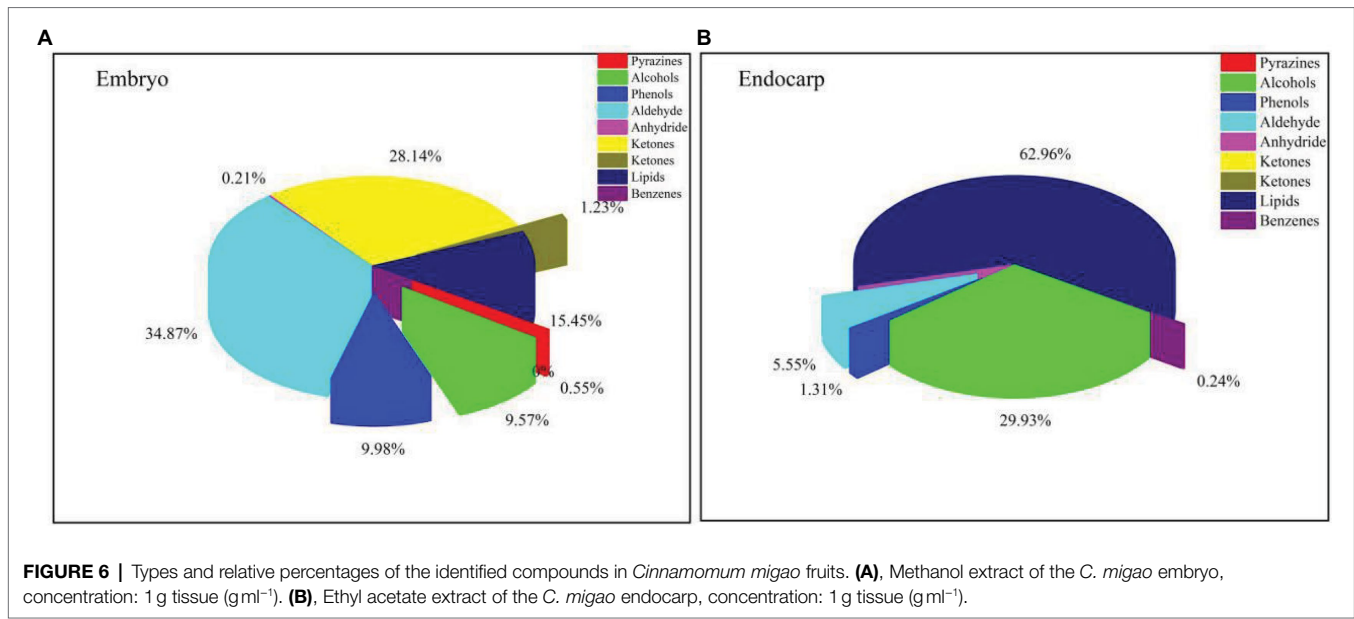 A
Embryo
Pyrazines
Alcohols
Phenols
Aldehyde
Anhydride
Ketones
Ketones
Lipids
Benzenes
28.14%
0.21%
1.23%
34.87%
15.45%
6%
0.55%
9.57%
9.98%
B
Endocarp
Pyrazines
Alcohols
Phenols
Aldehyde
Anhydride
Ketones
Ketones
Lipids
Benzenes
62.96%
5.55%
1.31%
0.24%
29.93%
FIGURE 6 | Types and relative percentages of the identified compounds in Cinnamomum migao fruits. (A), Methanol extract of the C. migao embryo,
concentration: 1 g tissue (g ml⁻¹). (B), Ethyl acetate extract of the C. migao endocarp, concentration: 1 g tissue (g ml⁻¹).